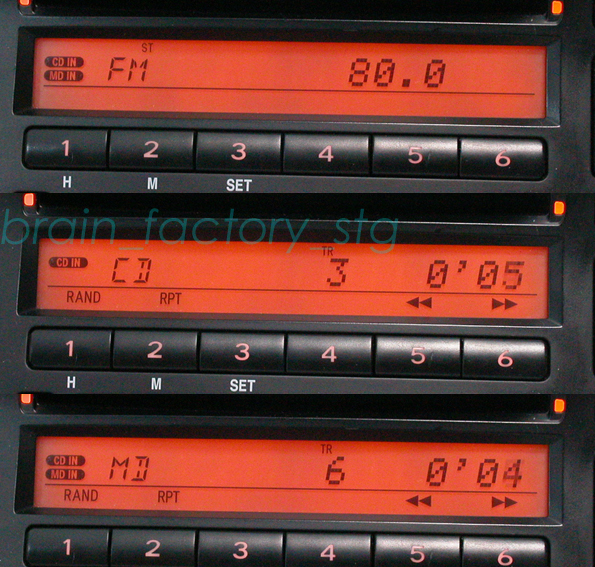 ST
CD IN
MD IN
FM 80.0
1 2 3 4 5 6
H M SET
brain_factory_stg
TR
CD IN CD 3 0'05
RAND RPT
1 2 3 4 5 6
H M SET
TR
CD IN
MD IN
MD 6 0'04
RAND RPT
1 2 3 4 5 6